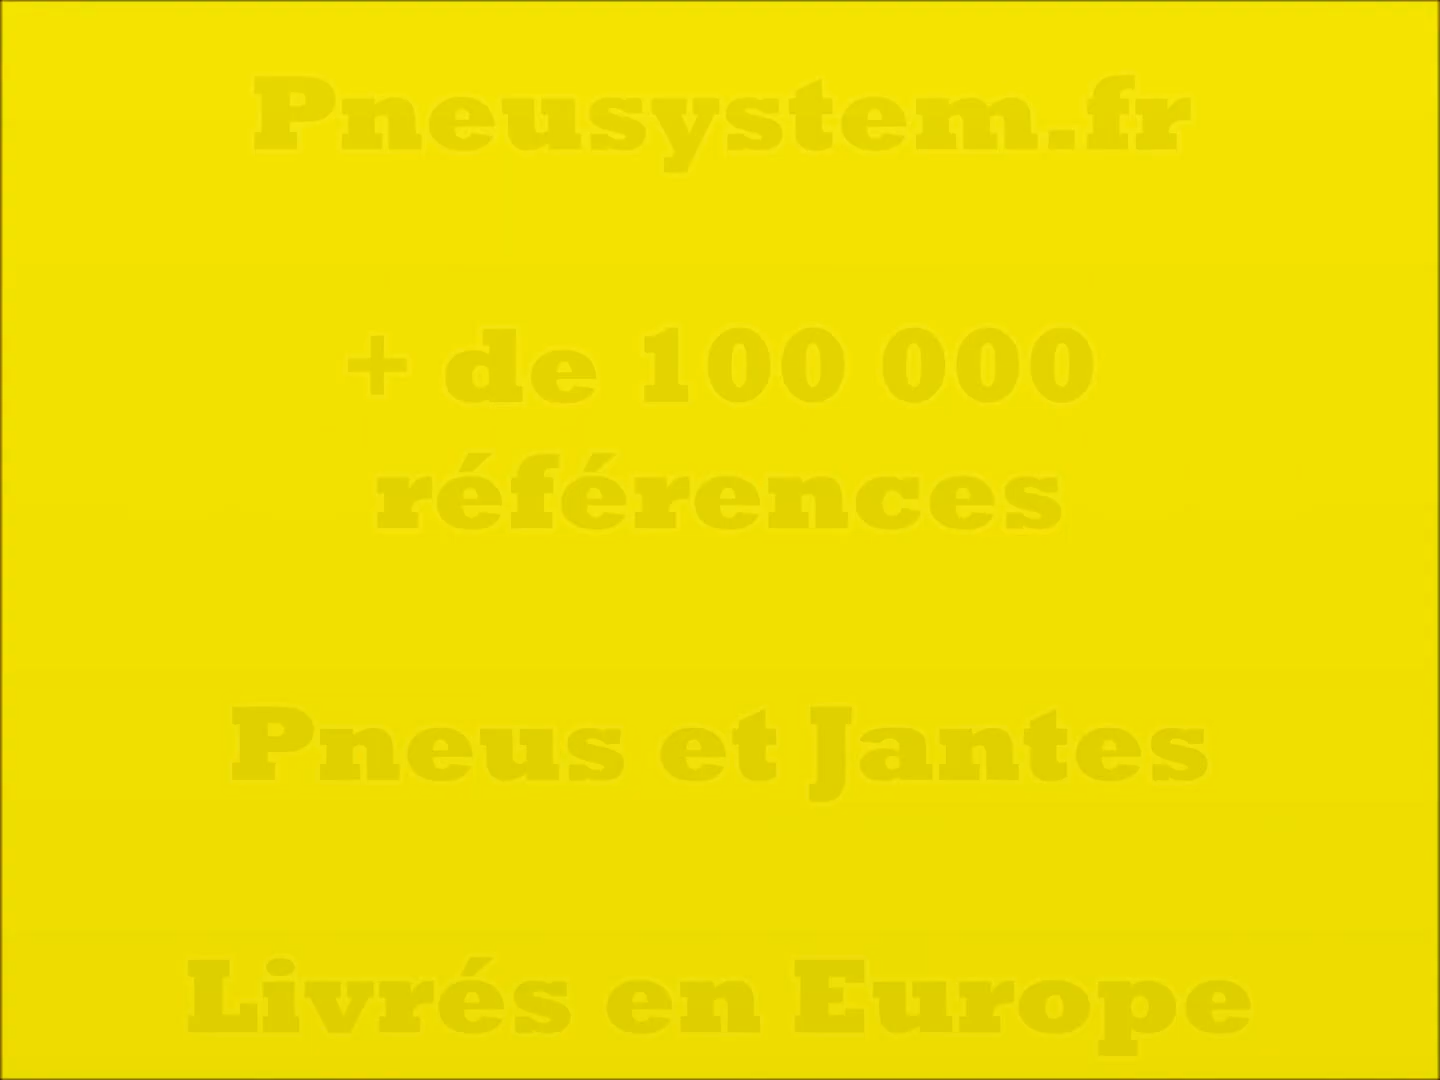 Pneusystem.fr
+ de 100 000
références
Pneus et Jantes
Livrés en Europe